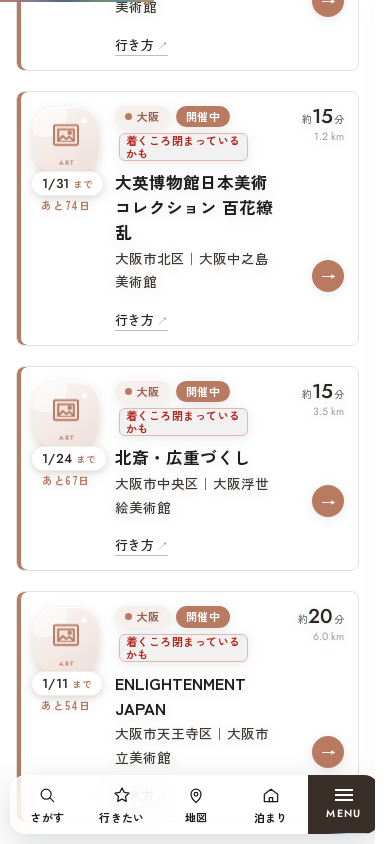 美術館
→
行き方 ↗
大阪
開催中
約15分
1.2 km
着くころ閉まっている
かも
ART
1/31 まで
あと74日
大英博物館日本美術
コレクション 百花繚
乱
大阪市北区｜大阪中之島
美術館
→
行き方 ↗
大阪
開催中
約15分
3.5 km
着くころ閉まっている
かも
ART
1/24 まで
あと67日
北斎・広重づくし
大阪市中央区｜大阪浮世
絵美術館
→
行き方 ↗
大阪
開催中
約20分
6.0 km
着くころ閉まっている
かも
ART
1/11 まで
あと54日
ENLIGHTENMENT
JAPAN
大阪市天王寺区｜大阪市
立美術館
→
さがす
行きたい
地図
泊まり
MENU